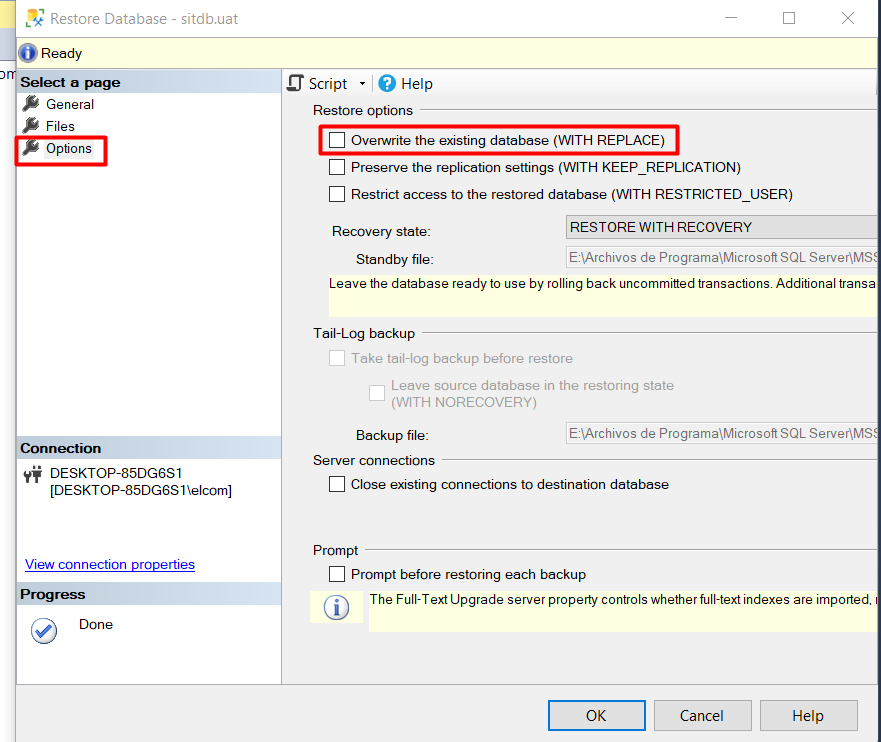 Restore Database - sitdb.uat
Ready
Select a page
General
Files
Options
Script
Help
Restore options
Overwrite the existing database (WITH REPLACE)
Preserve the replication settings (WITH KEEP_REPLICATION)
Restrict access to the restored database (WITH RESTRICTED_USER)
Recovery state:
RESTORE WITH RECOVERY
Standby file:
E:\Archivos de Programa\Microsoft SQL Server\MSS
Leave the database ready to use by rolling back uncommitted transactions. Additional transa
Tail-Log backup
Take tail-log backup before restore
Leave source database in the restoring state
(WITH NORECOVERY)
Backup file:
E:\Archivos de Programa\Microsoft SQL Server\MSS
Server connections
Close existing connections to destination database
Prompt
Prompt before restoring each backup
The Full-Text Upgrade server property controls whether full-text indexes are imported,
Connection
DESKTOP-85DG6S1
[DESKTOP-85DG6S1\elcom]
View connection properties
Progress
Done
OK
Cancel
Help